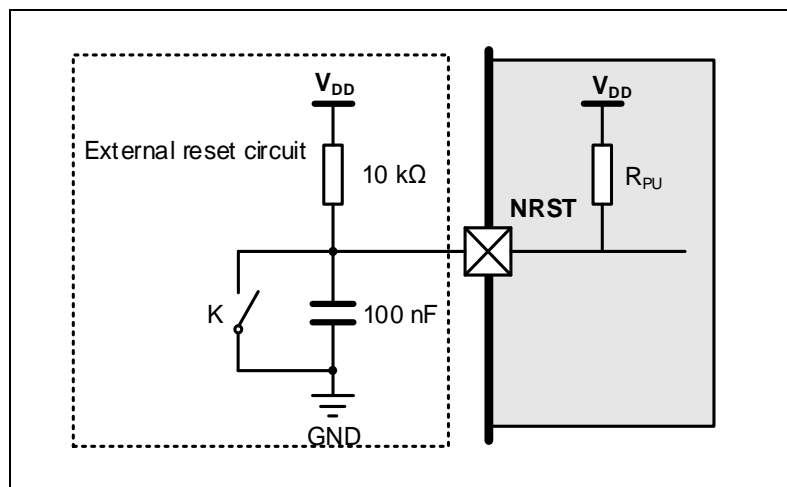 V_DD
V_DD
External reset circuit
10 kΩ
R_PU
NRST
K
100 nF
GND